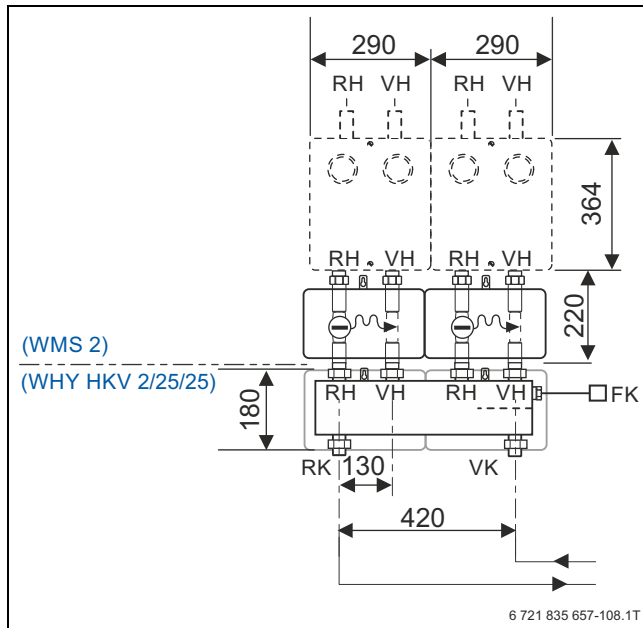 290 290
RH VH RH VH
364
RH VH RH VH
220
(WMS 2)
(WHY HKV 2/25/25)
180
RH VH RH VH
FK
RK 130 VK
420
6 721 835 657-108.1T